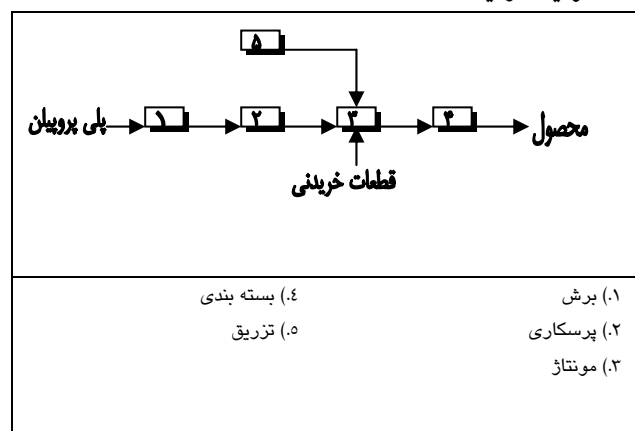 ۵
پلی پروپیلن ۱ ۲ ۳ ۴ محصول
قطعات خریدنی
۱.) برش
۲.) پرسکاری
۳.) مونتاژ
٤.) بسته بندی
۵.) تزریق